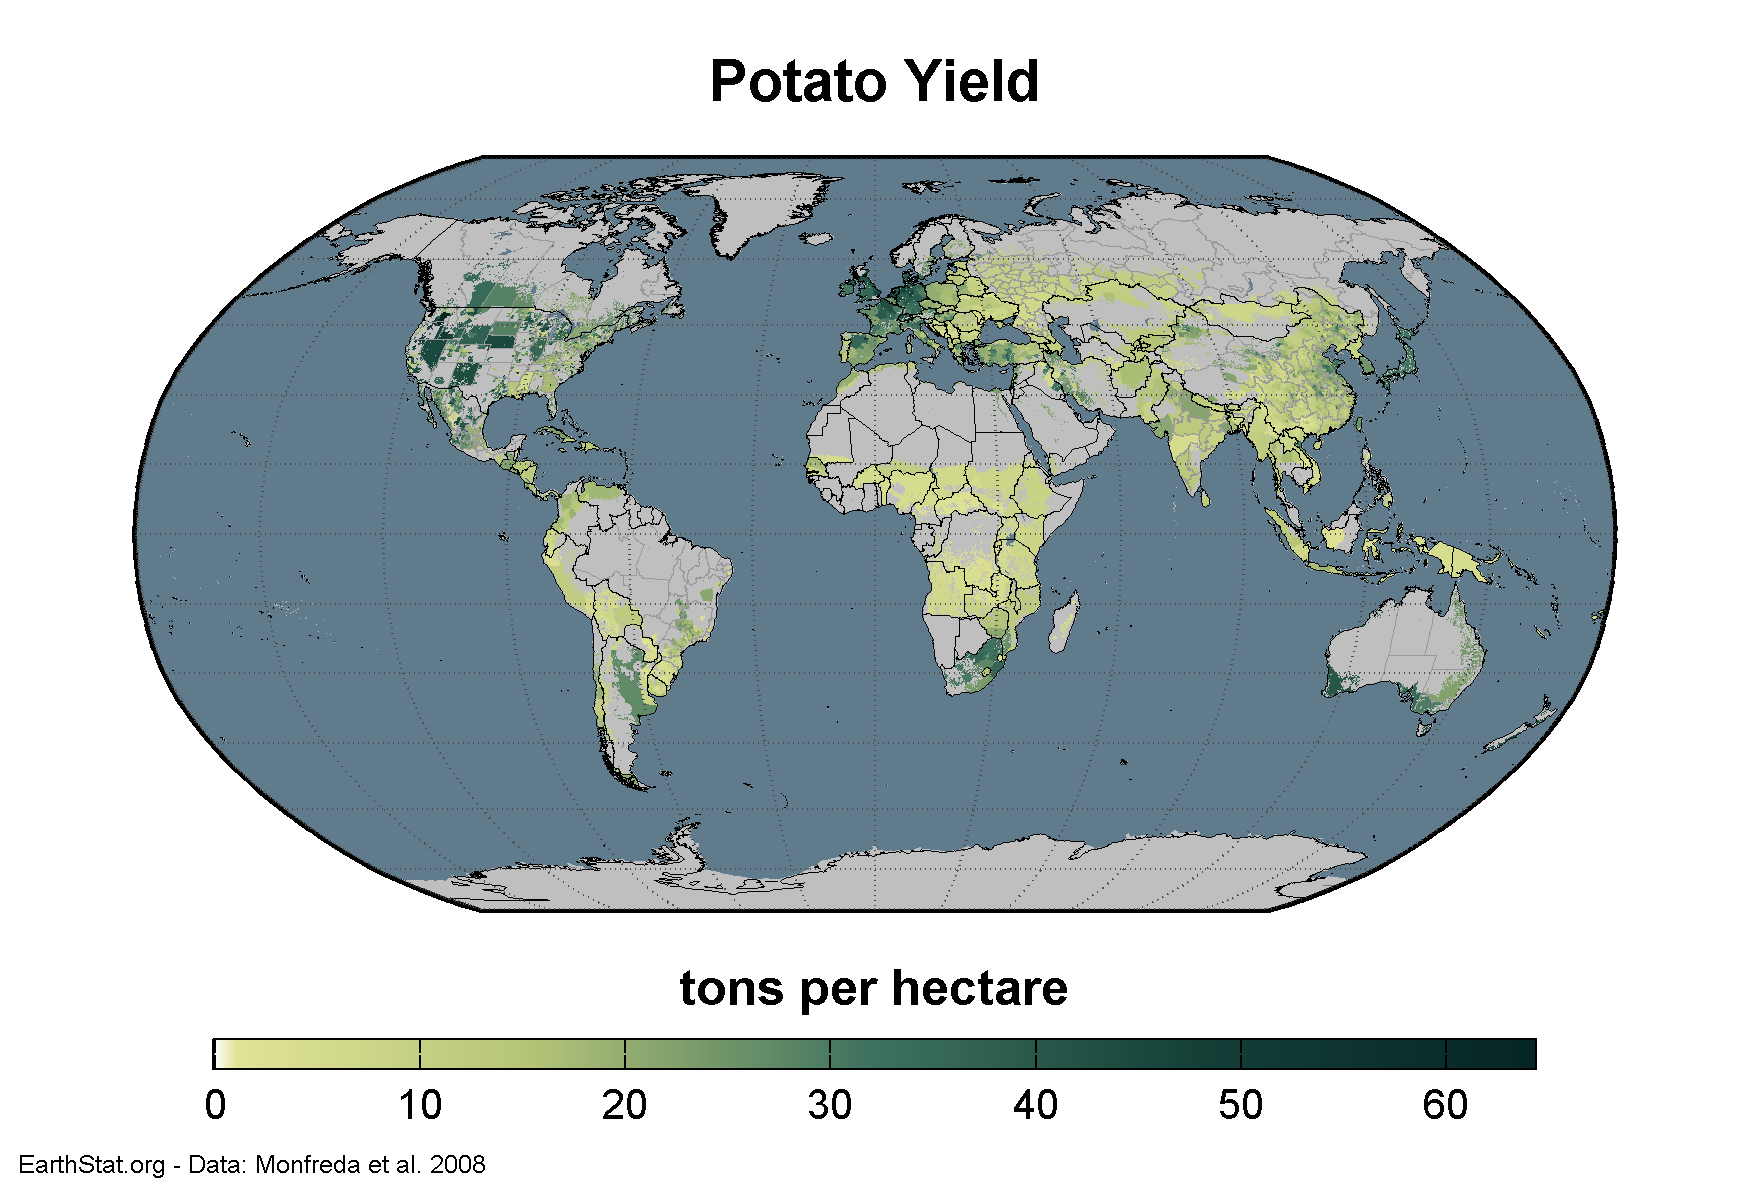 Potato Yield
tons per hectare
0 10 20 30 40 50 60
EarthStat.org - Data: Monfreda et al. 2008